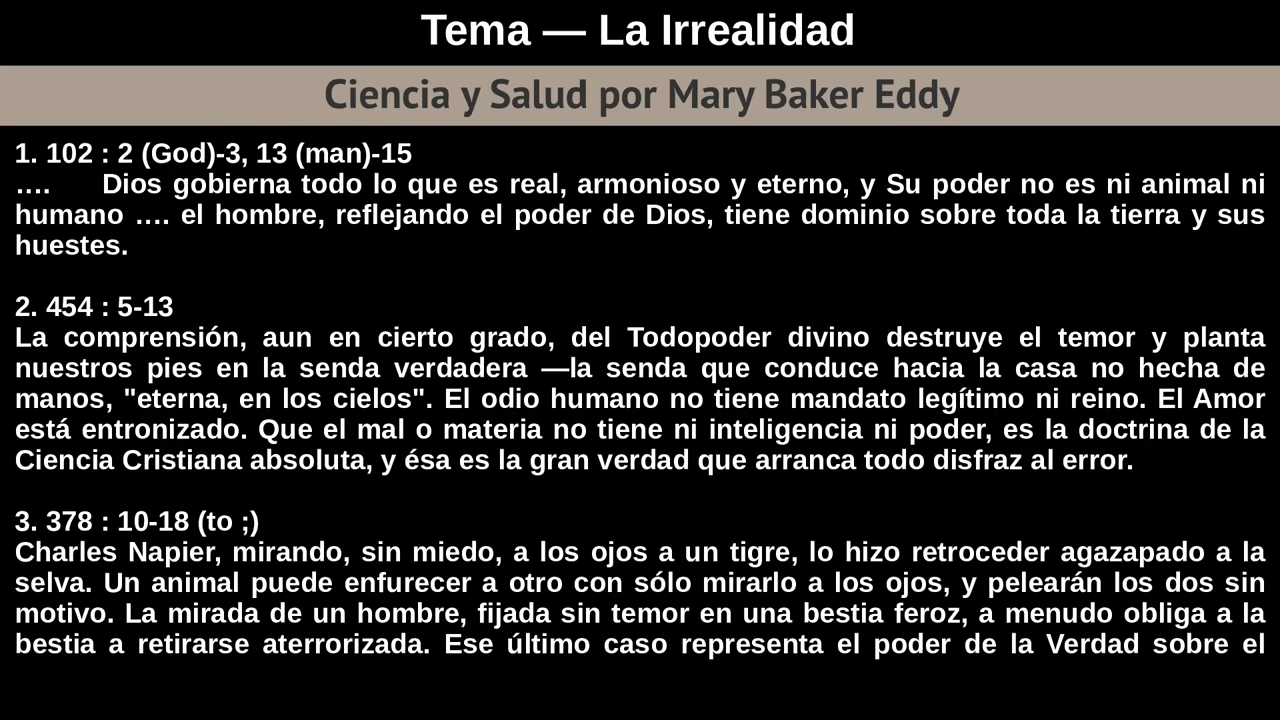 Tema — La Irrealidad
Ciencia y Salud por Mary Baker Eddy
1. 102 : 2 (God)-3, 13 (man)-15
.... Dios gobierna todo lo que es real, armonioso y eterno, y Su poder no es ni animal ni
humano .... el hombre, reflejando el poder de Dios, tiene dominio sobre toda la tierra y sus
huestes.
2. 454 : 5-13
La comprensión, aun en cierto grado, del Todopoder divino destruye el temor y planta
nuestros pies en la senda verdadera —la senda que conduce hacia la casa no hecha de
manos, "eterna, en los cielos". El odio humano no tiene mandato legítimo ni reino. El Amor
está entronizado. Que el mal o materia no tiene ni inteligencia ni poder, es la doctrina de la
Ciencia Cristiana absoluta, y ésa es la gran verdad que arranca todo disfraz al error.
3. 378 : 10-18 (to ;)
Charles Napier, mirando, sin miedo, a los ojos a un tigre, lo hizo retroceder agazapado a la
selva. Un animal puede enfurecer a otro con sólo mirarlo a los ojos, y pelearán los dos sin
motivo. La mirada de un hombre, fijada sin temor en una bestia feroz, a menudo obliga a la
bestia a retirarse aterrorizada. Ese último caso representa el poder de la Verdad sobre el